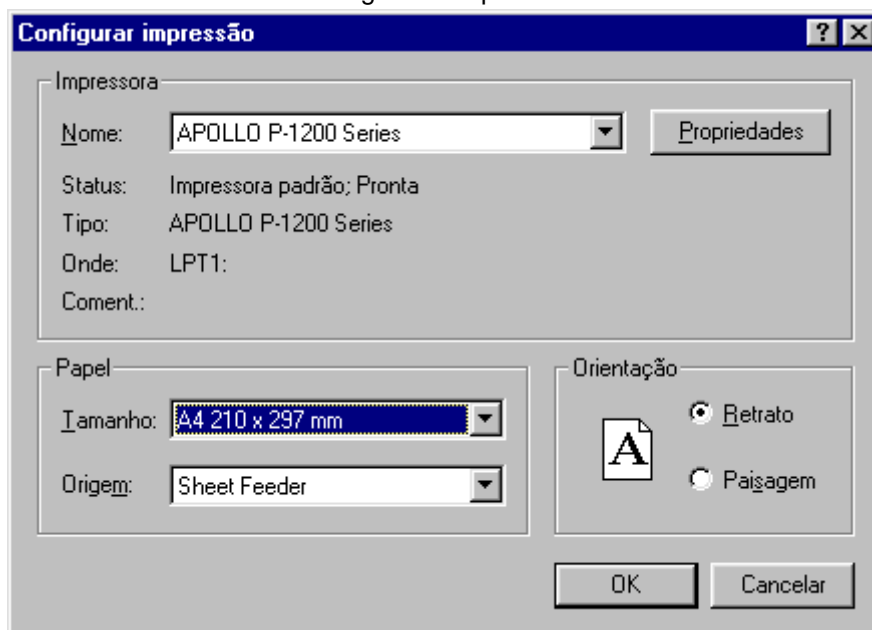 Configurar impressão
Impressora
Nome: APOLLO P-1200 Series Propriedades
Status: Impressora padrão; Pronta
Tipo: APOLLO P-1200 Series
Onde: LPT1:
Coment.:
Papel
Tamanho: A4 210 x 297 mm
Origem: Sheet Feeder
Orientação
A
Retrato
Paisagem
OK Cancelar